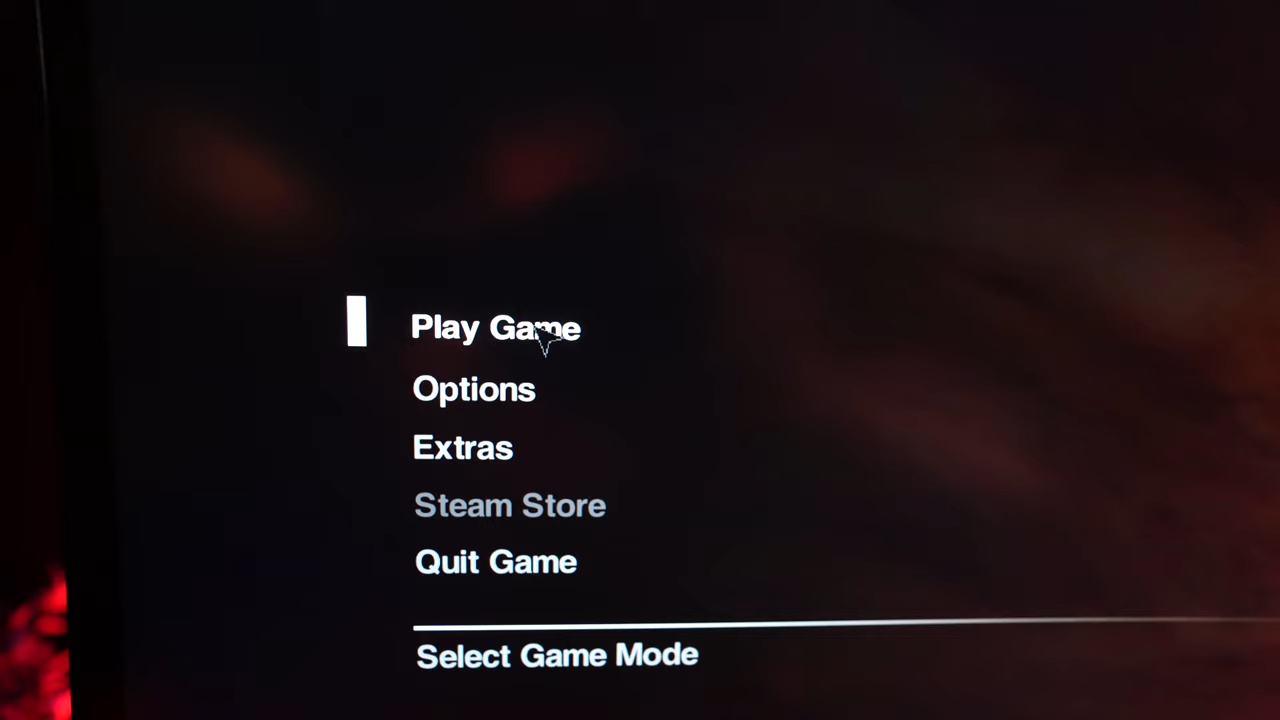 Play Game
Options
Extras
Steam Store
Quit Game
Select Game Mode